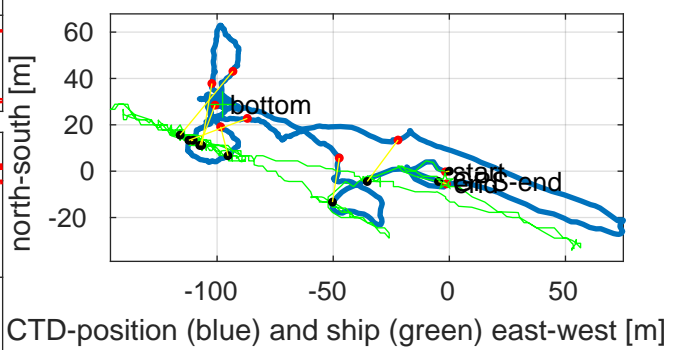 60
40
20
0
-20
north-south [m]
bottom
start
end
S-end
-100
-50
0
50
CTD-position (blue) and ship (green) east-west [m]